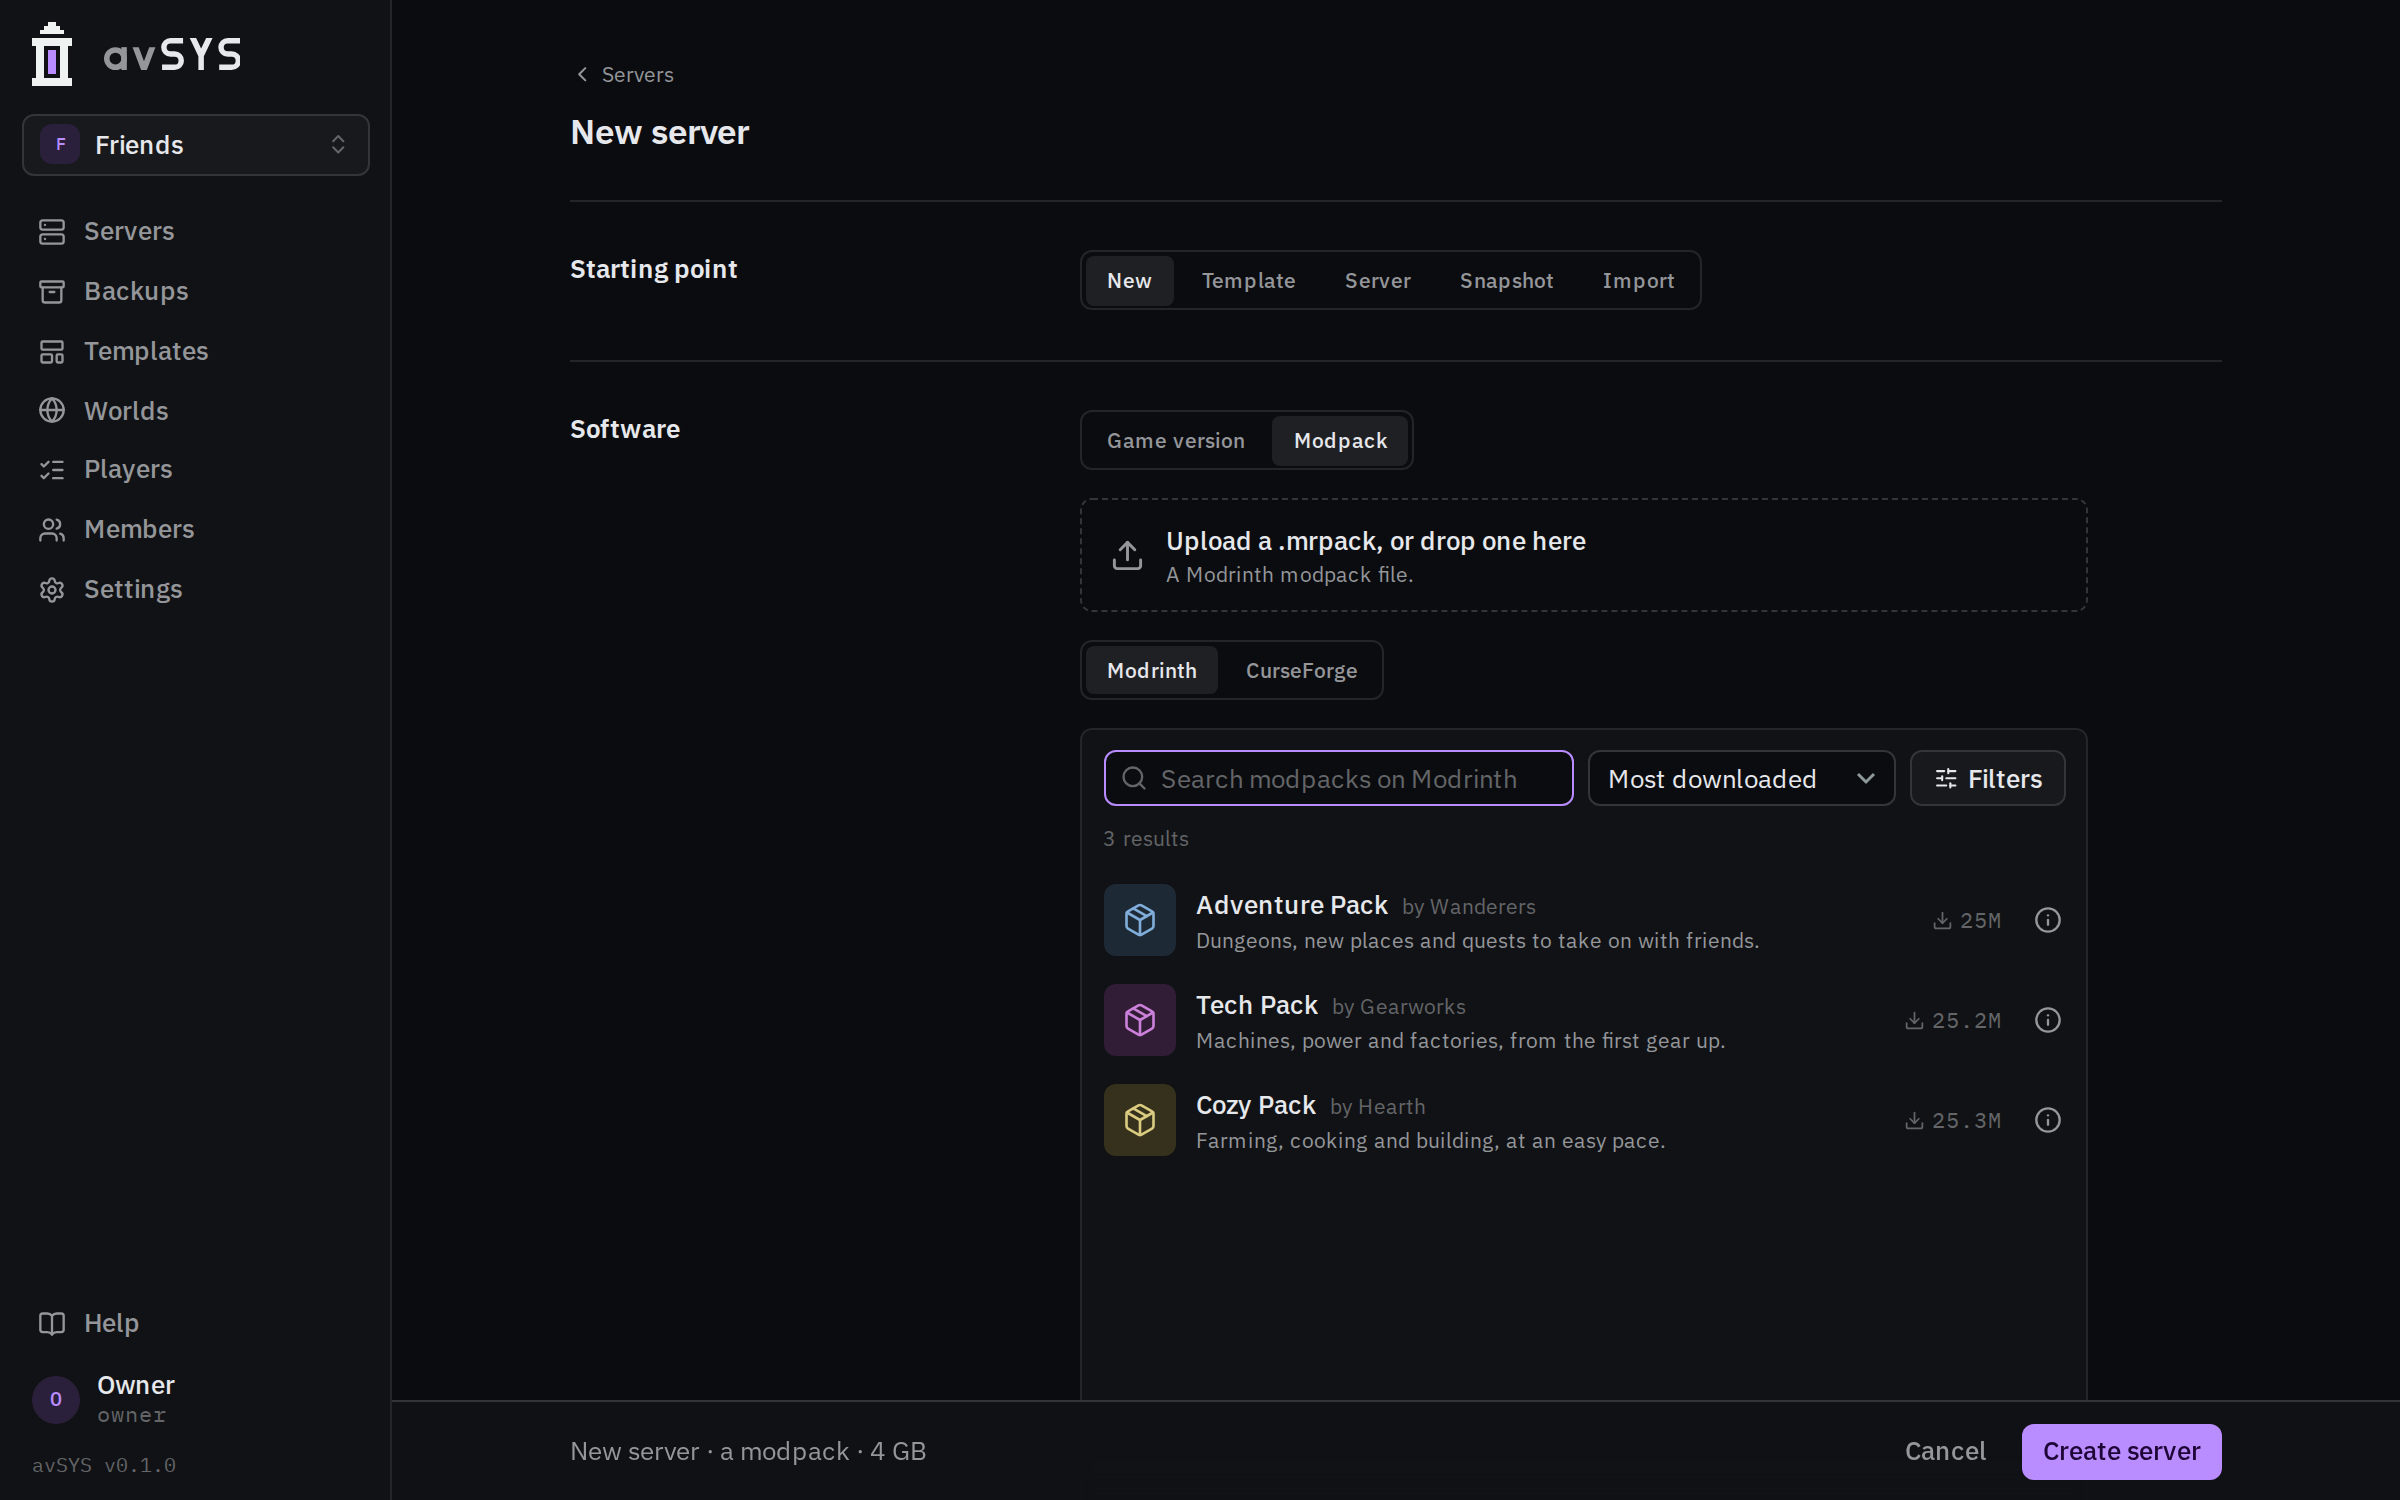 avSYS
F Friends
Servers
Backups
Templates
Worlds
Players
Members
Settings
Help
O Owner
owner
avSYS v0.1.0
Servers
New server
Starting point
New Template Server Snapshot Import
Software
Game version Modpack
Upload a .mrpack, or drop one here
A Modrinth modpack file.
Modrinth CurseForge
Search modpacks on Modrinth Most downloaded Filters
3 results
Adventure Pack by Wanderers
Dungeons, new places and quests to take on with friends.
25M
Tech Pack by Gearworks
Machines, power and factories, from the first gear up.
25.2M
Cozy Pack by Hearth
Farming, cooking and building, at an easy pace.
25.3M
New server · a modpack · 4 GB Cancel Create server